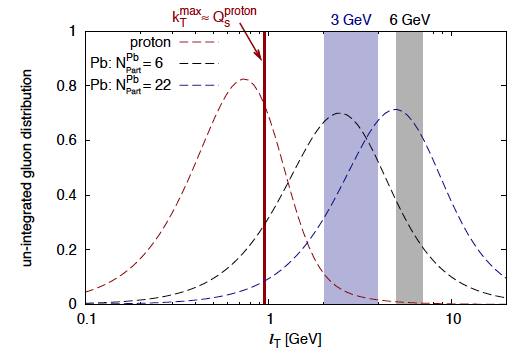 k_T^max ≈ Q_s^proton
3 GeV
6 GeV
proton
Pb: N_Part^Pb = 6
Pb: N_Part^Pb = 22
un-integrated gluon distribution
1
0.8
0.6
0.4
0.2
0
0.1
1
10
l_T [GeV]